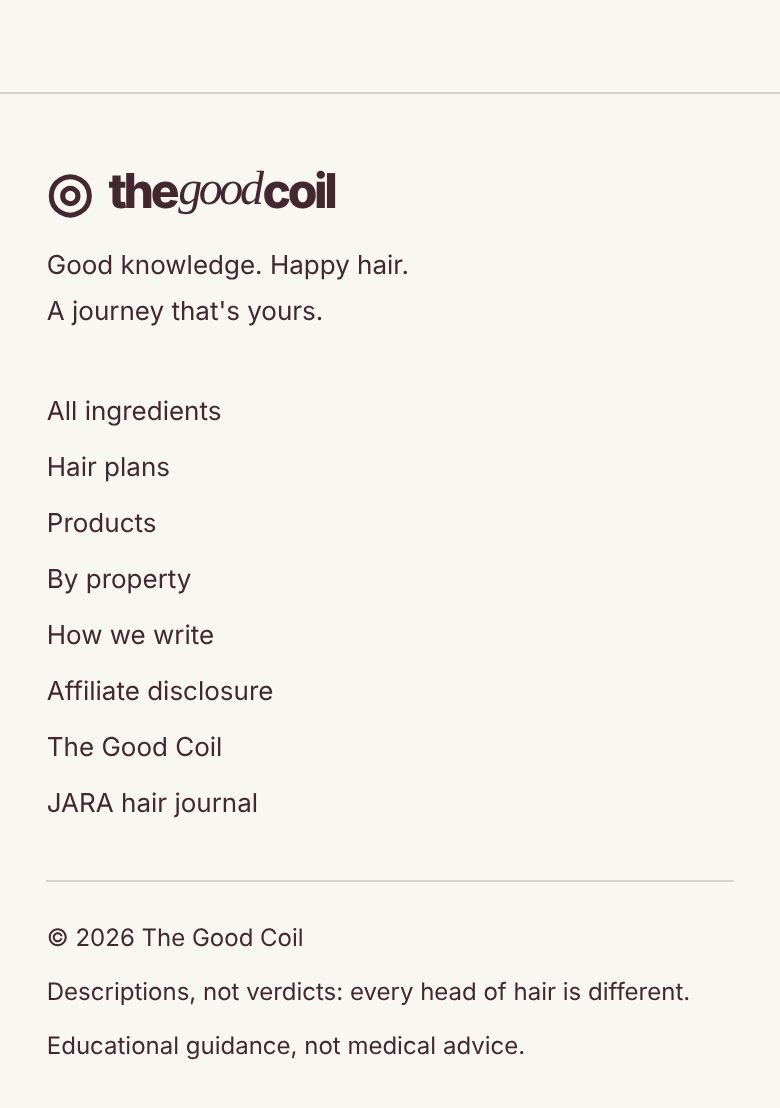 thegoodcoil
Good knowledge. Happy hair.
A journey that's yours.
All ingredients
Hair plans
Products
By property
How we write
Affiliate disclosure
The Good Coil
JARA hair journal
© 2026 The Good Coil
Descriptions, not verdicts: every head of hair is different.
Educational guidance, not medical advice.